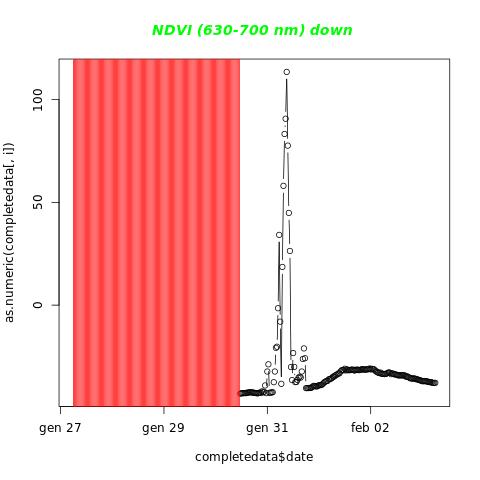 NDVI (630-700 nm) down
as.numeric(completedata[, i])
100
50
0
gen 27
gen 29
gen 31
feb 02
completedata$date